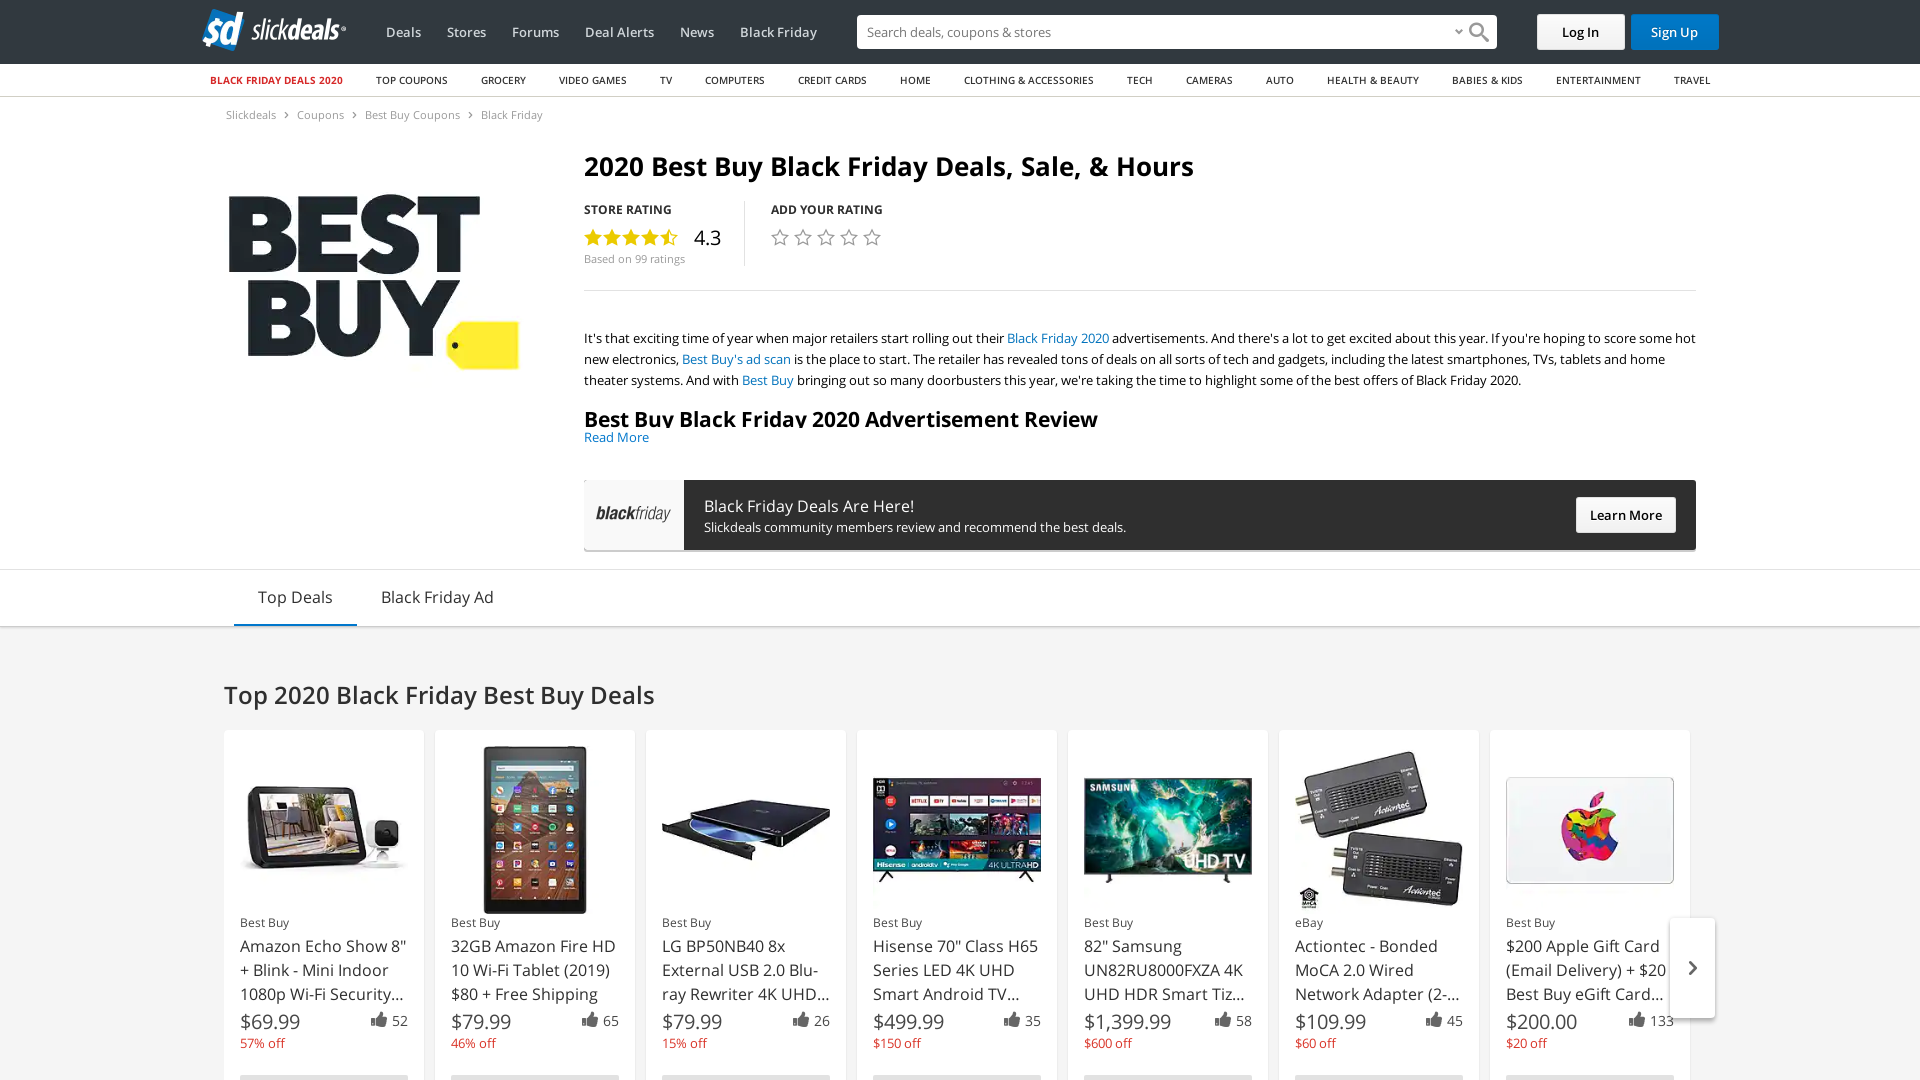 slickdeals
Deals
Stores
Forums
Deal Alerts
News
Black Friday
Search deals, coupons & stores
Log In
Sign Up
BLACK FRIDAY DEALS 2020
TOP COUPONS
GROCERY
VIDEO GAMES
TV
COMPUTERS
CREDIT CARDS
HOME
CLOTHING & ACCESSORIES
TECH
CAMERAS
AUTO
HEALTH & BEAUTY
BABIES & KIDS
ENTERTAINMENT
TRAVEL
Slickdeals > Coupons > Best Buy Coupons > Black Friday
BEST
BUY
2020 Best Buy Black Friday Deals, Sale, & Hours
STORE RATING
4.3
Based on 99 ratings
ADD YOUR RATING
It's that exciting time of year when major retailers start rolling out their Black Friday 2020 advertisements. And there's a lot to get excited about this year. If you're hoping to score some hot
new electronics, Best Buy's ad scan is the place to start. The retailer has revealed tons of deals on all sorts of tech and gadgets, including the latest smartphones, TVs, tablets and home
theater systems. And with Best Buy bringing out so many doorbusters this year, we're taking the time to highlight some of the best offers of Black Friday 2020.
Best Buy Black Friday 2020 Advertisement Review
Read More
blackfriday
Black Friday Deals Are Here!
Slickdeals community members review and recommend the best deals.
Learn More
Top Deals
Black Friday Ad
Top 2020 Black Friday Best Buy Deals
Best Buy
Amazon Echo Show 8"
+ Blink - Mini Indoor
1080p Wi-Fi Security...
$69.99
52
57% off
Best Buy
32GB Amazon Fire HD
10 Wi-Fi Tablet (2019)
$80 + Free Shipping
$79.99
65
46% off
Best Buy
LG BP50NB40 8x
External USB 2.0 Blu-
ray Rewriter 4K UHD...
$79.99
26
15% off
Hisense
androidtv
4K ULTRAHD
Best Buy
Hisense 70" Class H65
Series LED 4K UHD
Smart Android TV...
$499.99
35
$150 off
SAMSUNG
UHD TV
Best Buy
82" Samsung
UN82RU8000FXZA 4K
UHD HDR Smart Tiz...
$1,399.99
58
$600 off
Actiontec
Actiontec
eBay
Actiontec - Bonded
MoCA 2.0 Wired
Network Adapter (2-...
$109.99
45
$60 off
Best Buy
$200 Apple Gift Card
(Email Delivery) + $20
Best Buy eGift Card...
$200.00
133
$20 off